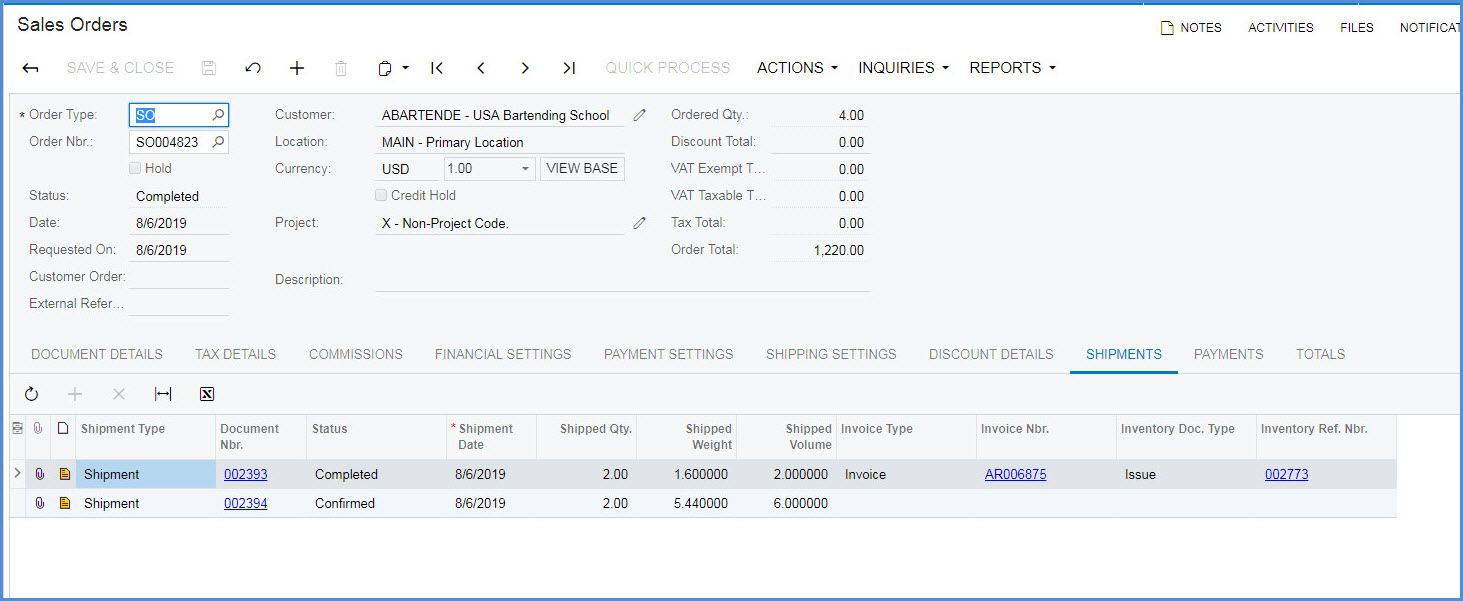 Sales Orders
NOTES ACTIVITIES FILES NOTIFICAT
SAVE & CLOSE QUICK PROCESS ACTIONS INQUIRIES REPORTS
* Order Type: SO Customer: ABARTENDE - USA Bartending School Ordered Qty.: 4.00
Order Nbr.: SO004823 Location: MAIN - Primary Location Discount Total: 0.00
Hold Currency: USD 1.00 VIEW BASE VAT Exempt T... 0.00
Status: Completed Credit Hold VAT Taxable T... 0.00
Date: 8/6/2019 Project: X - Non-Project Code. Tax Total: 0.00
Requested On: 8/6/2019 Order Total: 1,220.00
Customer Order: Description:
External Refer...
DOCUMENT DETAILS TAX DETAILS COMMISSIONS FINANCIAL SETTINGS PAYMENT SETTINGS SHIPPING SETTINGS DISCOUNT DETAILS SHIPMENTS PAYMENTS TOTALS
Shipment Type Document Status * Shipment Shipped Qty. Shipped Shipped Invoice Type Invoice Nbr. Inventory Doc. Type Inventory Ref. Nbr.
Nbr. Date Weight Volume
Shipment 002393 Completed 8/6/2019 2.00 1.600000 2.000000 Invoice AR006875 Issue 002773
Shipment 002394 Confirmed 8/6/2019 2.00 5.440000 6.000000